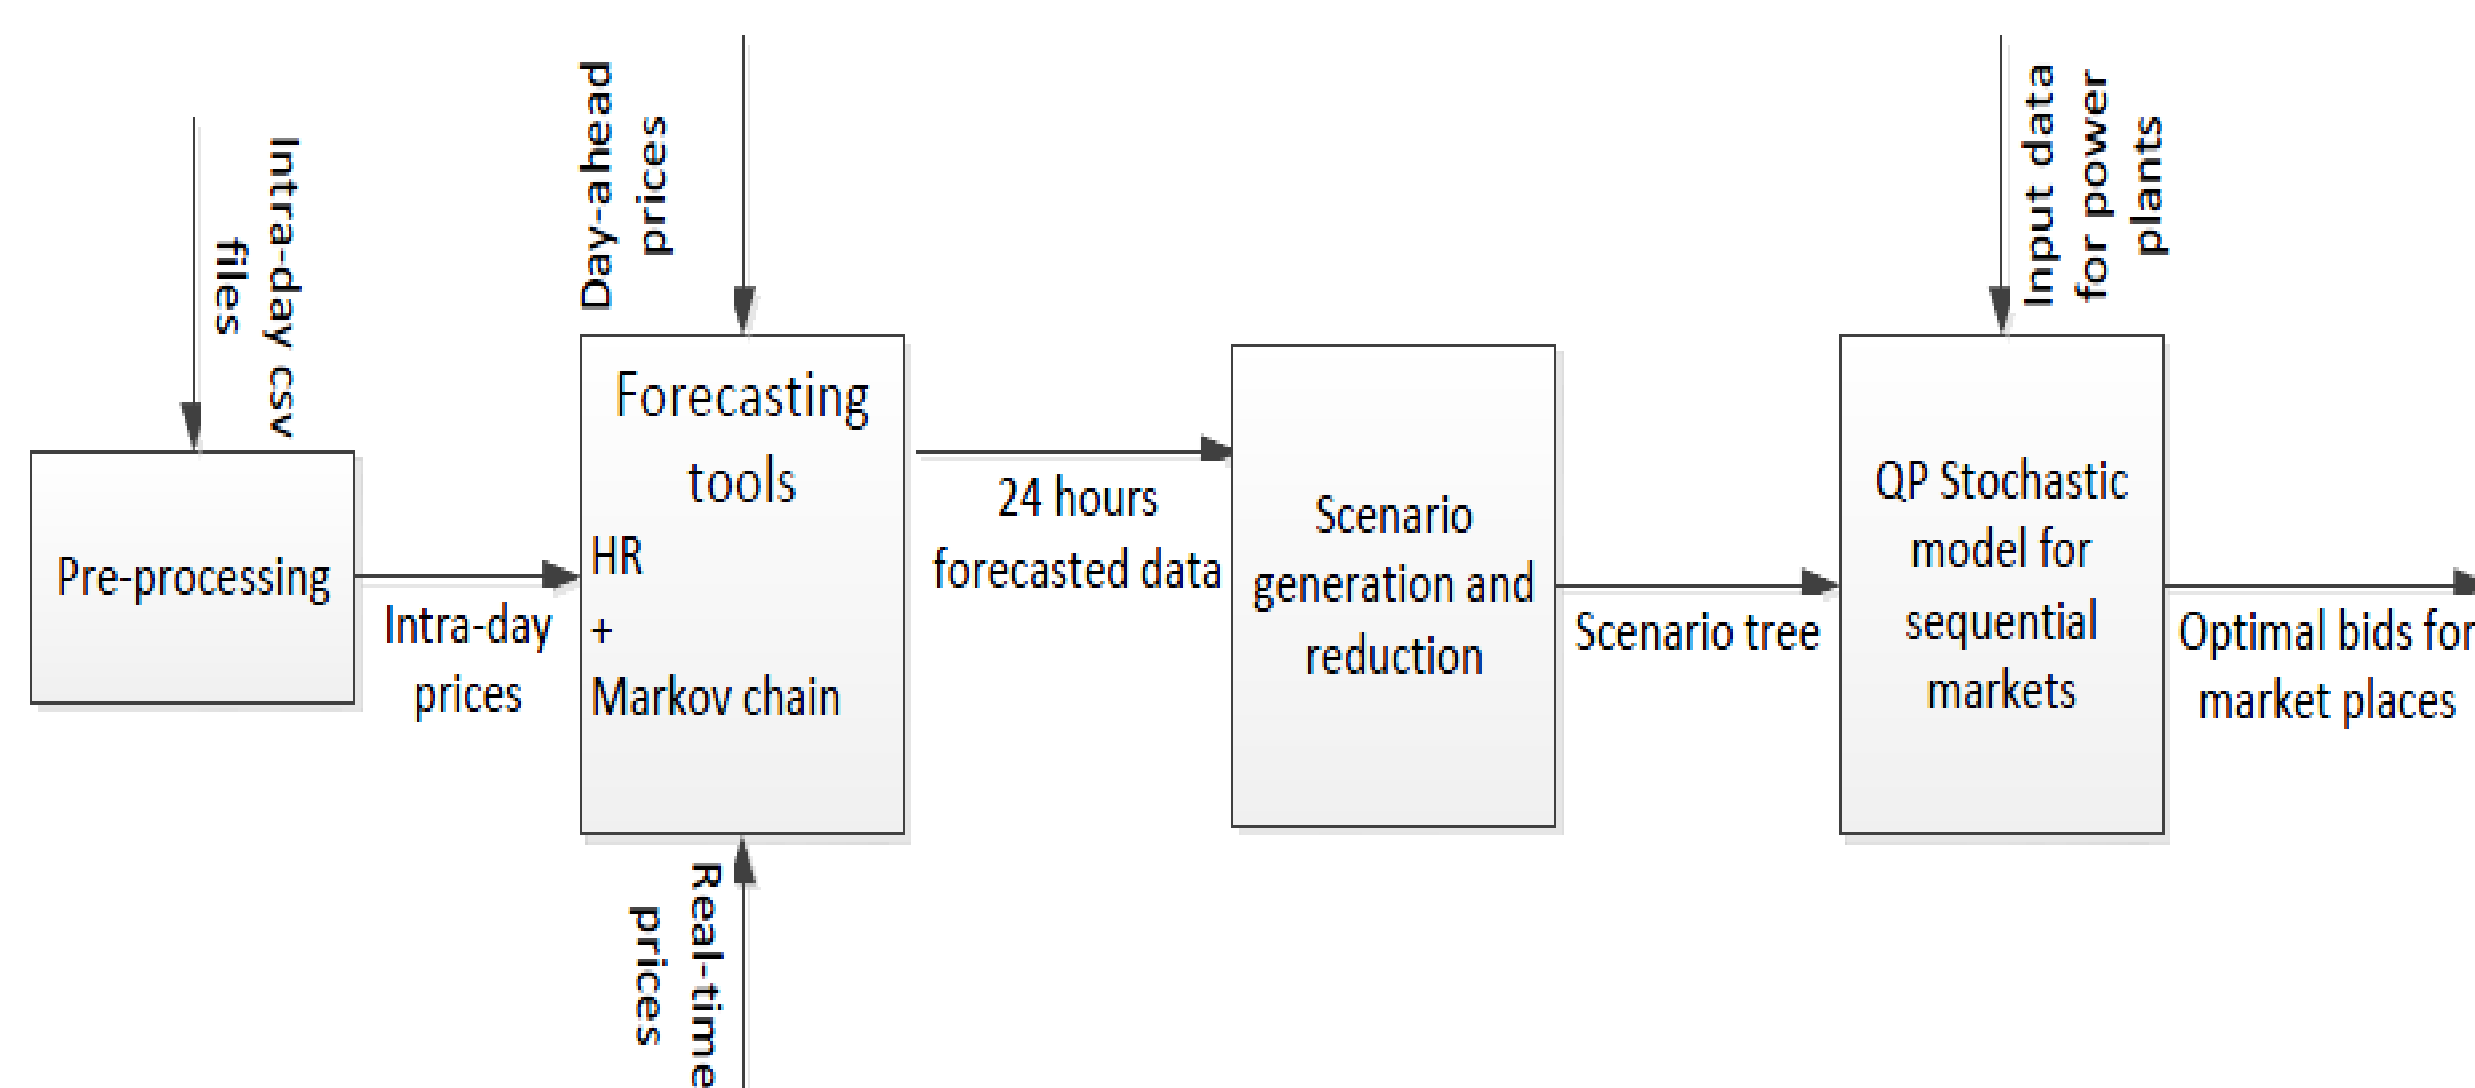 Intra-day csv
files
Pre-processing
Intra-day
prices
Day-ahead
prices
Forecasting
tools
HR
+
Markov chain
Real-time
prices
24 hours
forecasted data
Scenario
generation and
reduction
Scenario tree
Input data
for power
plants
QP Stochastic
model for
sequential
markets
Optimal bids for
market places